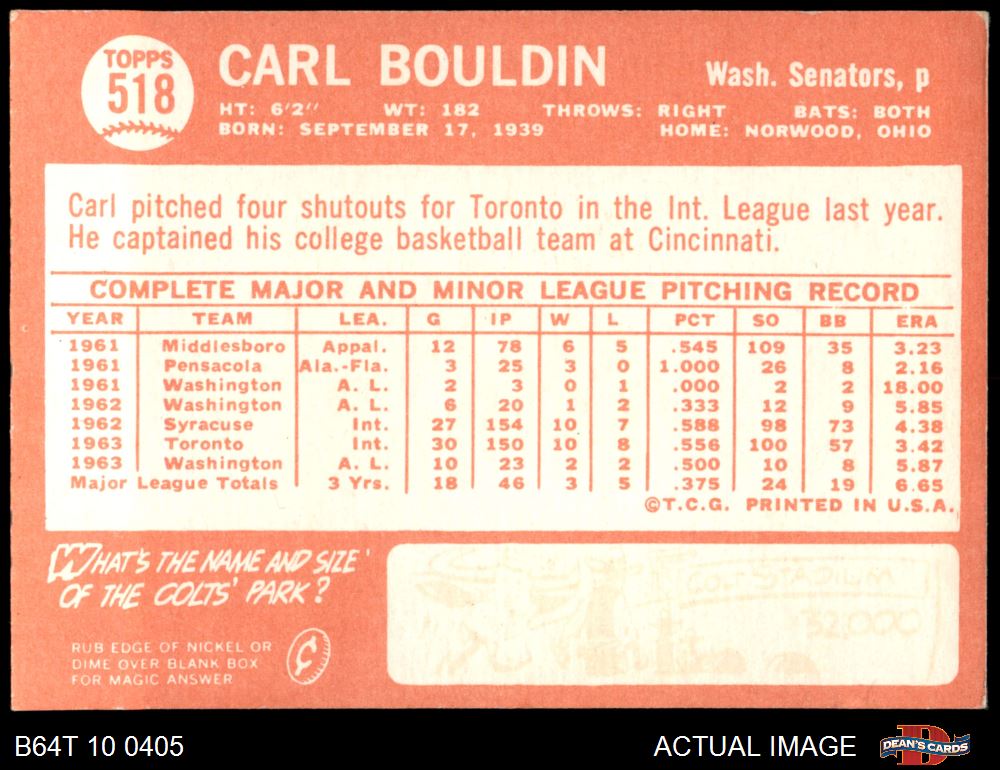 TOPPS
518
CARL BOULDIN
Wash. Senators, p
HT: 6'2" WT: 182 THROWS: RIGHT BATS: BOTH
BORN: SEPTEMBER 17, 1939 HOME: NORWOOD, OHIO
Carl pitched four shutouts for Toronto in the Int. League last year.
He captained his college basketball team at Cincinnati.
COMPLETE MAJOR AND MINOR LEAGUE PITCHING RECORD
YEAR TEAM LEA. G IP W L PCT SO BB ERA
1961 Middlesboro Appal. 12 78 6 5 .545 109 35 3.23
1961 Pensacola Ala.-Fla. 3 25 3 0 1.000 26 8 2.16
1961 Washington A. L. 2 3 0 1 .000 2 2 18.00
1962 Washington A. L. 6 20 1 2 .333 12 9 5.85
1962 Syracuse Int. 27 154 10 7 .588 98 73 4.38
1963 Toronto Int. 30 150 10 8 .556 100 57 3.42
1963 Washington A. L. 10 23 2 2 .500 10 8 5.87
Major League Totals 3 Yrs. 18 46 3 5 .375 24 19 6.65
©T.C.G. PRINTED IN U.S.A.
WHAT'S THE NAME AND SIZE
OF THE COLTS' PARK?
RUB EDGE OF NICKEL OR
DIME OVER BLANK BOX
FOR MAGIC ANSWER
¢
COLT STADIUM
32,000
B64T 10 0405
ACTUAL IMAGE
D
DEAN'S CARDS